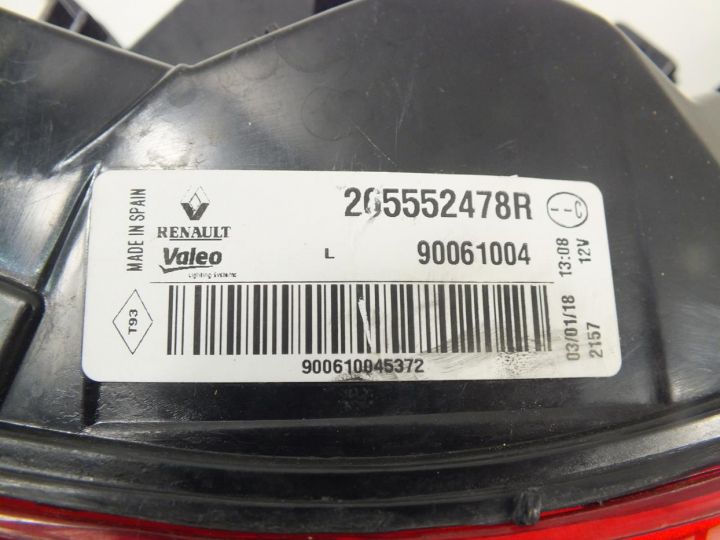 MADE IN SPAIN
RENAULT
Valeo
Lighting Systems
L
265552478R
90061004
T93
900610045372
03/01/18 13:08
2157 12V
--C